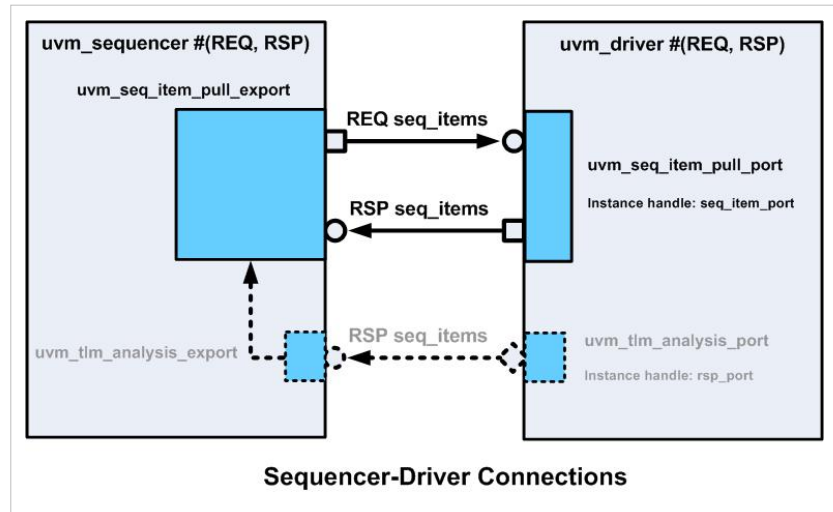 uvm_sequencer #(REQ, RSP)
uvm_driver #(REQ, RSP)
uvm_seq_item_pull_export
REQ seq_items
uvm_seq_item_pull_port
Instance handle: seq_item_port
RSP seq_items
RSP seq_items
uvm_tlm_analysis_export
uvm_tlm_analysis_port
Instance handle: rsp_port
Sequencer-Driver Connections